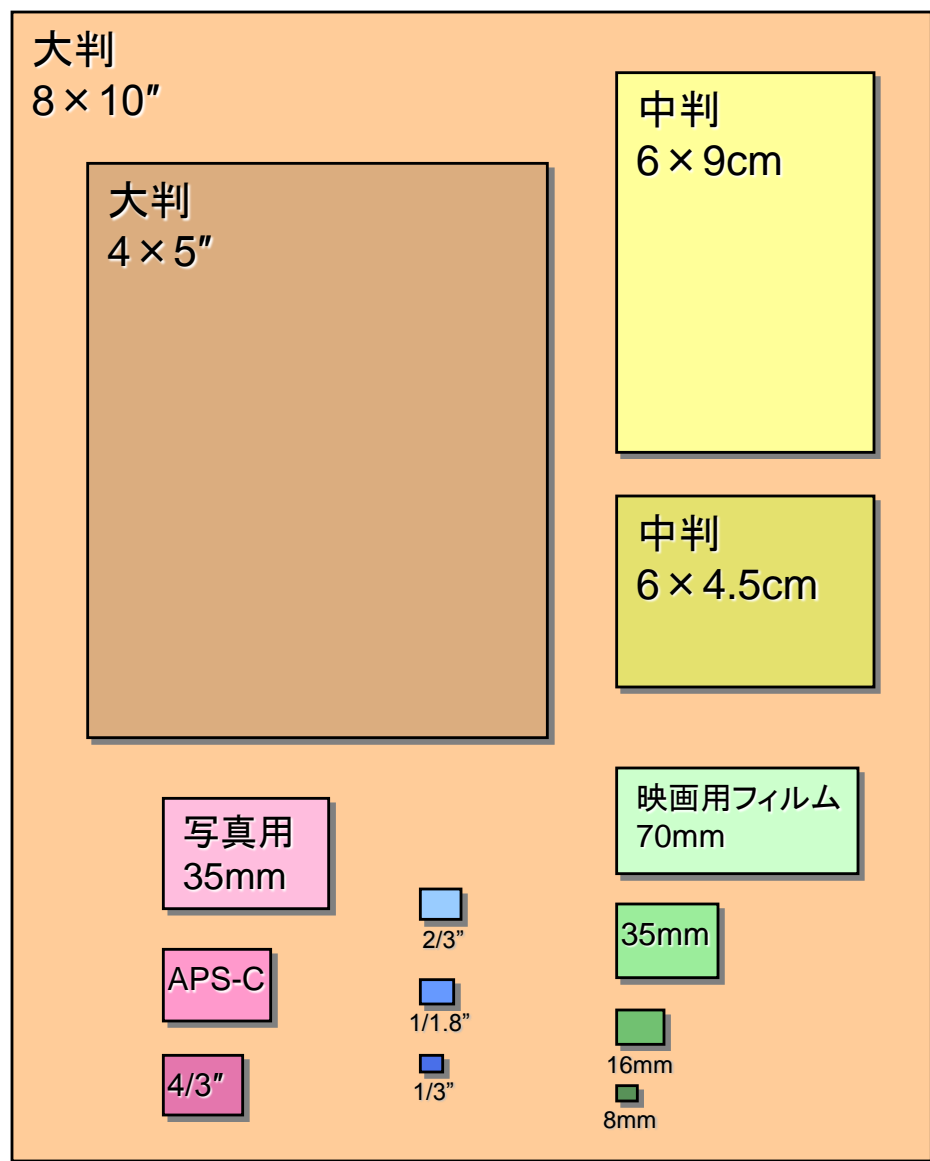 大判
8×10″
大判
4×5″
中判
6×9cm
中判
6×4.5cm
写真用
35mm
APS-C
4/3″
2/3”
1/1.8”
1/3”
映画用フィルム
70mm
35mm
16mm
8mm